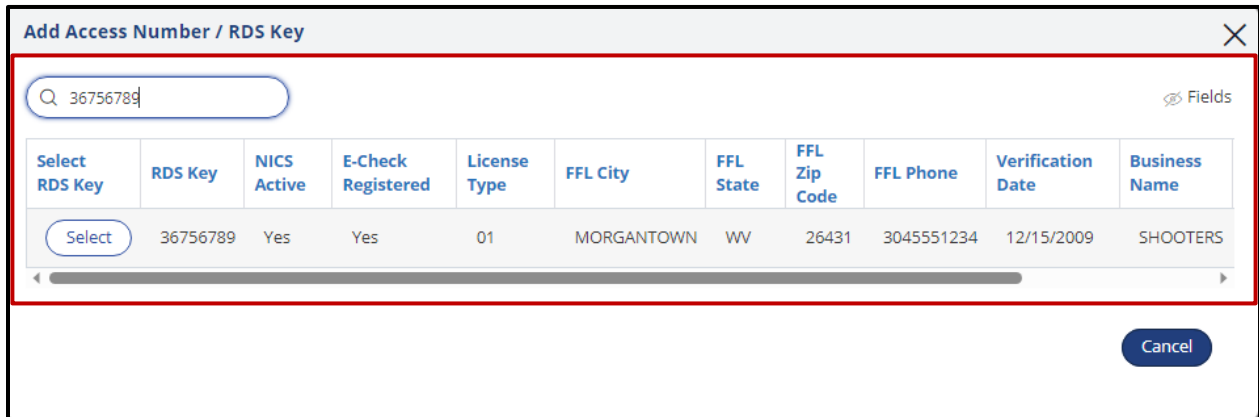 Add Access Number / RDS Key
36756789
Fields
Select RDS Key RDS Key NICS Active E-Check Registered License Type FFL City FFL State FFL Zip Code FFL Phone Verification Date Business Name
Select 36756789 Yes Yes 01 MORGANTOWN WV 26431 3045551234 12/15/2009 SHOOTERS
Cancel